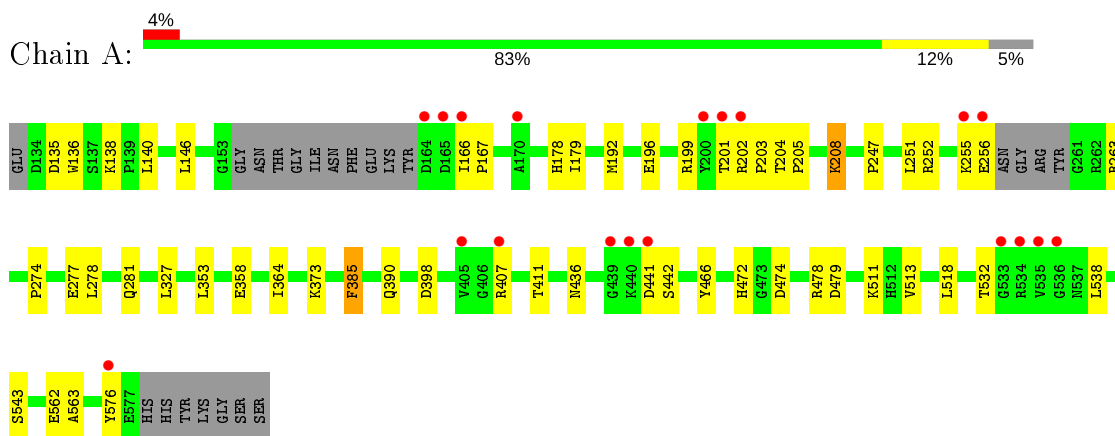 4%
Chain A:
83% 12% 5%
GLU D134 D135 W136 S137 K138 P139 L140 L146 G153 GLY ASN THR GLY ILE ASN PHE GLU LYS TYR D164 D165 I166 P167 A170 H178 I179 M192 E196 R199 Y200 T201 R202 P203 T204 P205 K208 P247 L251 R252 K255 E256 ASN GLY ARG TYR G261 R262 R263
P274 E277 L278 Q281 L327 L353 E358 I364 K373 F385 Q390 D398 V405 G406 R407 T411 N436 G439 K440 D441 S442 Y466 H472 G473 D474 R478 D479 K511 H512 V513 L518 T532 G533 R534 V535 G536 N537 L538
S543 E562 A563 Y576 E577 HIS HIS TYR LYS GLY SER SER